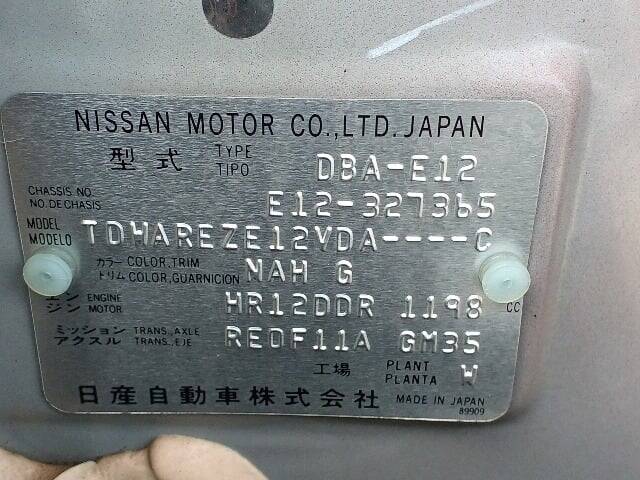 NISSAN MOTOR CO.,LTD. JAPAN
型式 TYPE TIPO DBA-E12
CHASSIS NO. NO.DE CHASIS E12-327365
MODEL MODELO TDHAREZE12VDA----C
カラー COLOR,TRIM トリム COLOR,GUARNICION NAH G
エンジン ENGINE MOTOR HR12DDR 1198 CC
ミッション TRANS.,AXLE アクスル TRANS.,EJE RE0F11A GM35
工場 PLANT PLANTA W
日産自動車株式会社 MADE IN JAPAN
89909